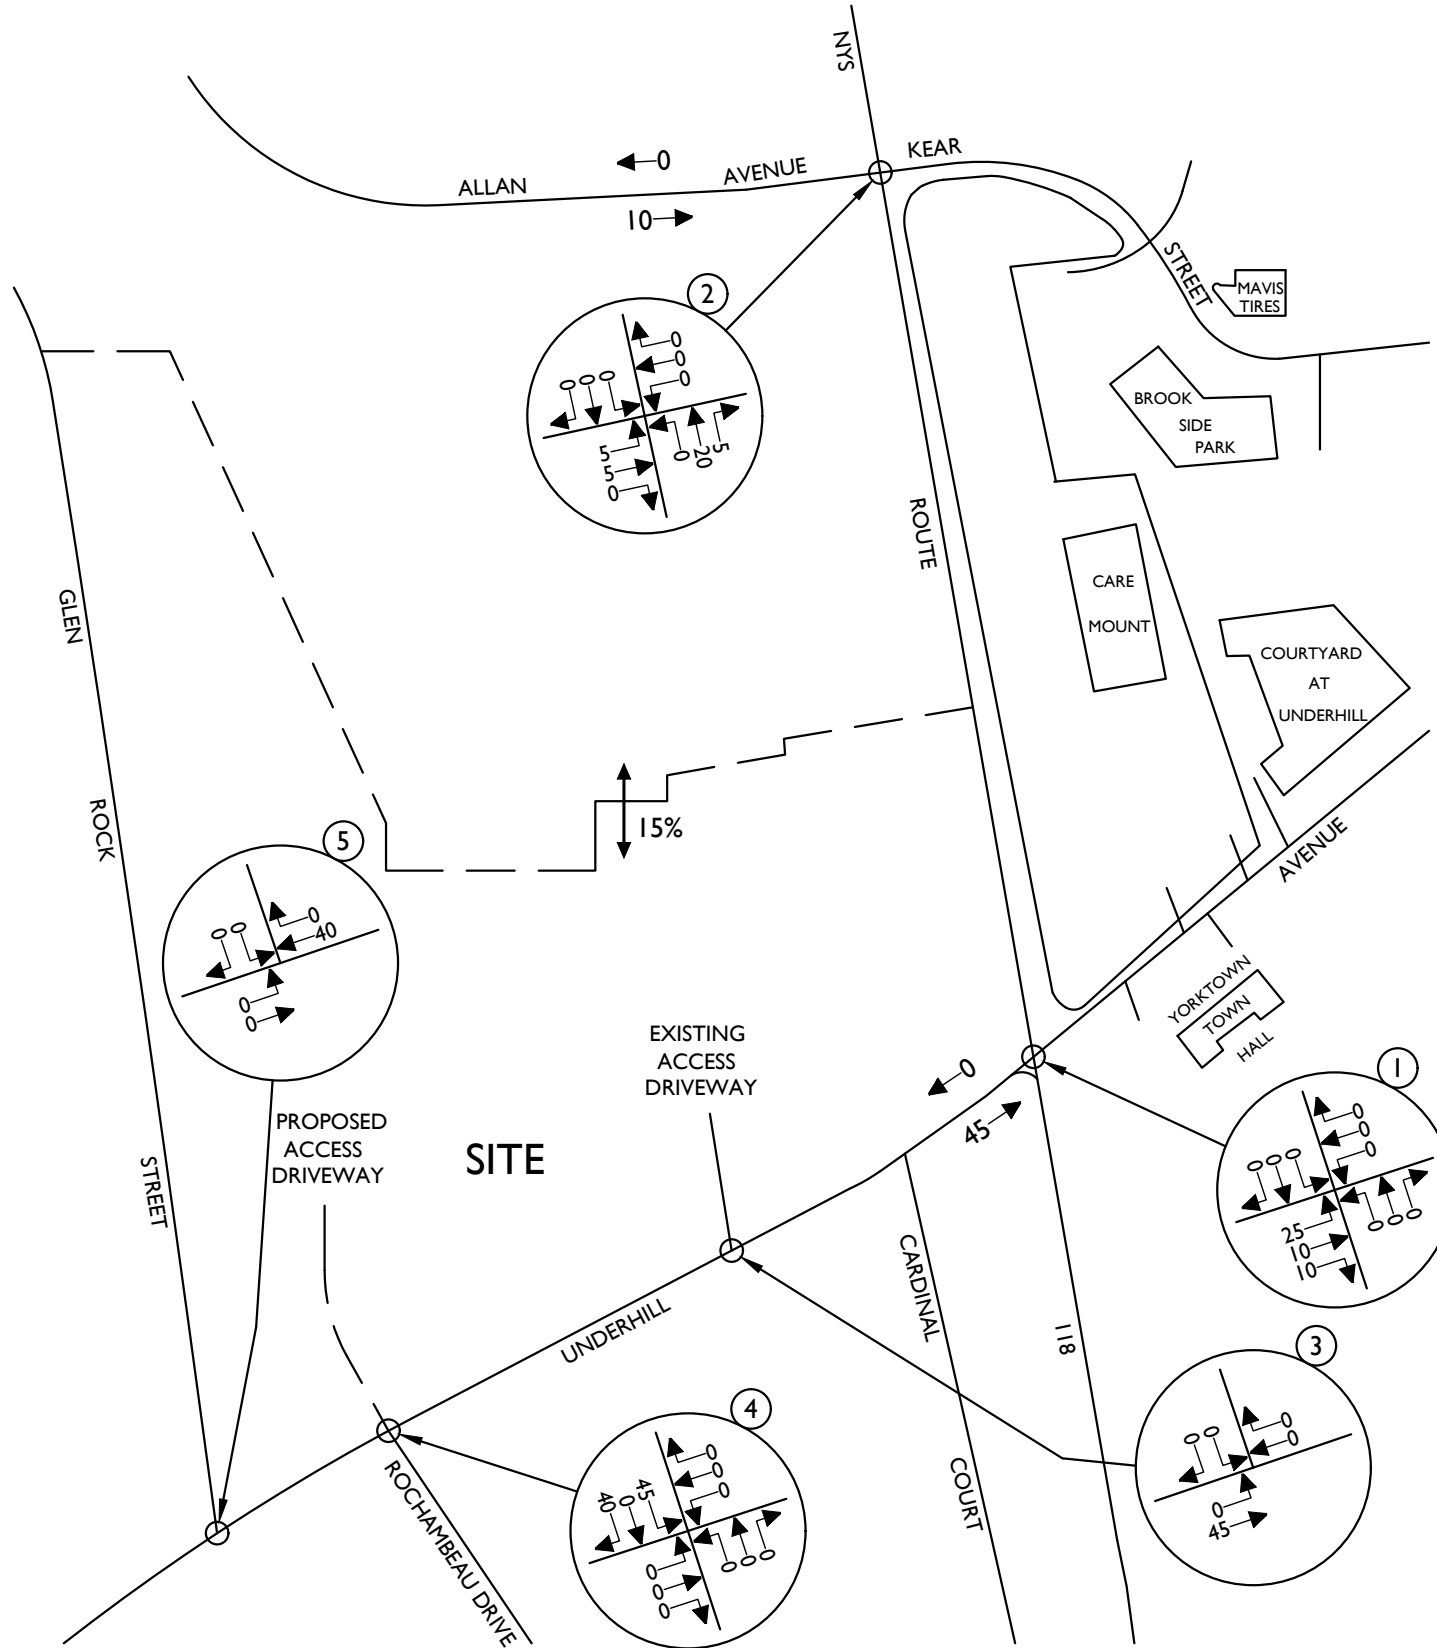 NYS
KEAR
ALLAN
AVENUE
0
10
STREET
MAVIS
TIRES
2
0
0
0
0 0 0
5
5
0
0 20 5
BROOK
SIDE
PARK
ROUTE
CARE
MOUNT
COURTYARD
AT
UNDERHILL
GLEN
ROCK
STREET
15%
AVENUE
5
0 0
0
40
0
0
YORKTOWN
TOWN
HALL
EXISTING
ACCESS
DRIVEWAY
0
45
1
0
0
0
0 0 0
25
10
10
0 0 0
PROPOSED
ACCESS
DRIVEWAY
SITE
CARDINAL
COURT
118
UNDERHILL
3
0 0
0
0
0
45
4
40 0 45
0
0
0
0
0
0
0 0 0
ROCHAMBEAU DRIVE